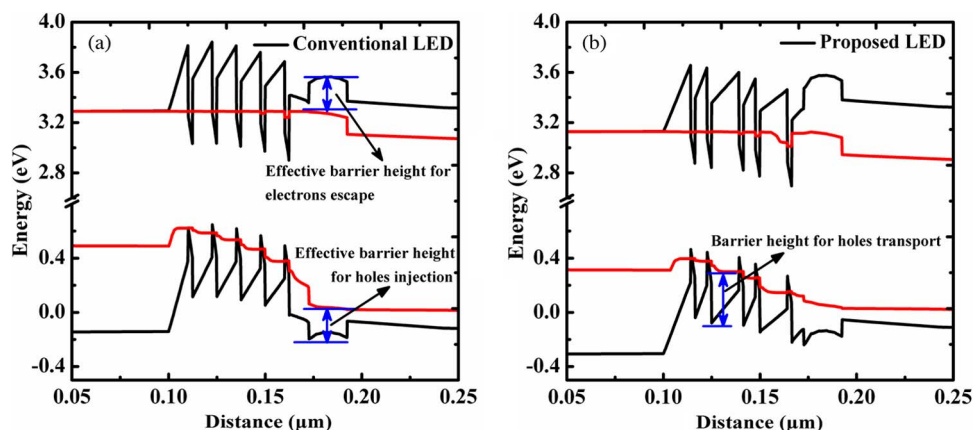 (a)
Conventional LED
4.0
3.6
3.2
2.8
0.4
0.0
-0.4
Energy (eV)
Effective barrier height for
electrons escape
Effective barrier height
for holes injection
0.05
0.10
0.15
0.20
0.25
Distance (μm)
(b)
Proposed LED
4.0
3.6
3.2
2.8
0.4
0.0
-0.4
Energy (eV)
Barrier height for holes transport
0.05
0.10
0.15
0.20
0.25
Distance (μm)